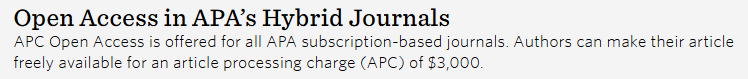 Open Access in APA’s Hybrid Journals
APC Open Access is offered for all APA subscription-based journals. Authors can make their article
freely available for an article processing charge (APC) of $3,000.